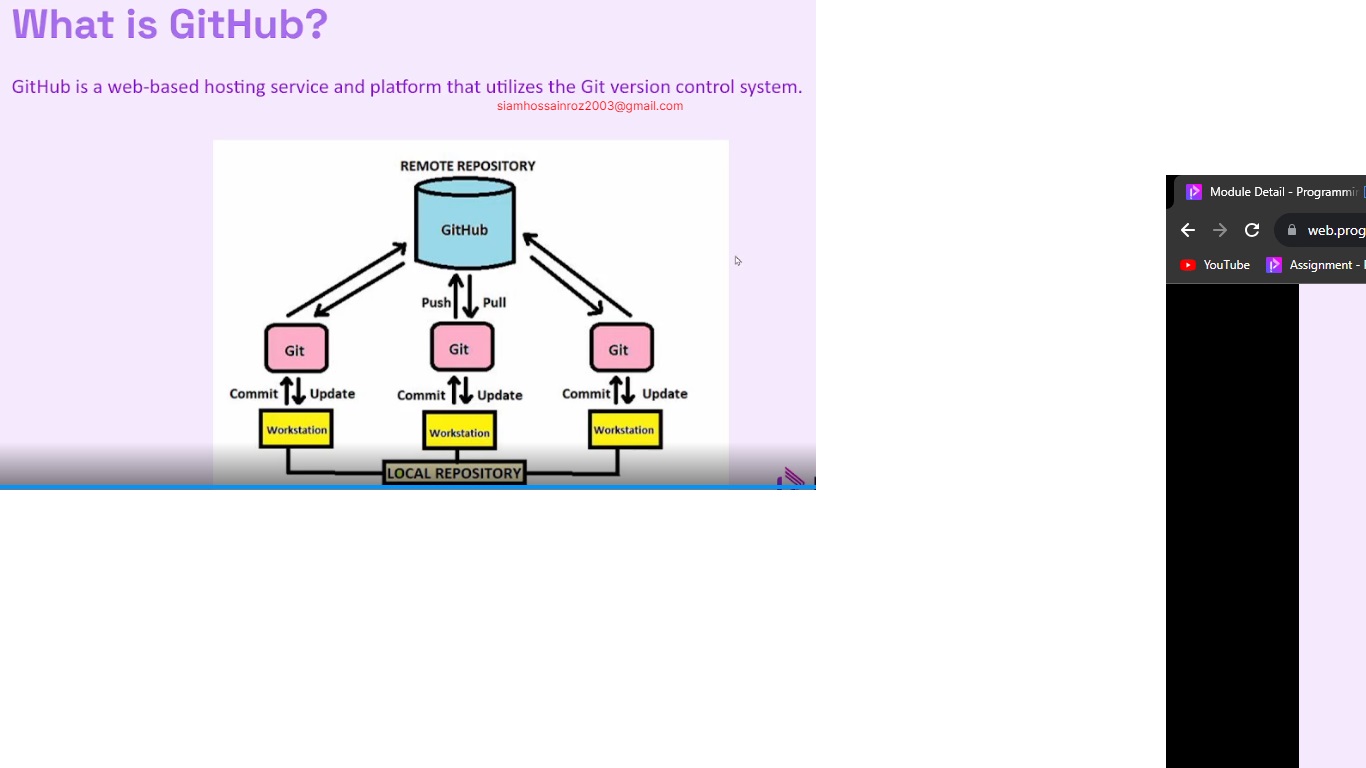 What is GitHub?
GitHub is a web-based hosting service and platform that utilizes the Git version control system.
siamhossainroz2003@gmail.com
REMOTE REPOSITORY
GitHub
Push Pull
Git Git Git
Commit Update Commit Update Commit Update
Workstation Workstation Workstation
LOCAL REPOSITORY
Module Detail - Programmin
web.prog
YouTube Assignment -